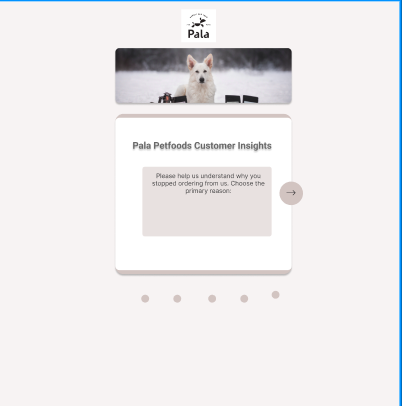 Pala
Pala Petfoods Customer Insights
Please help us understand why you
stopped ordering from us. Choose the
primary reason: